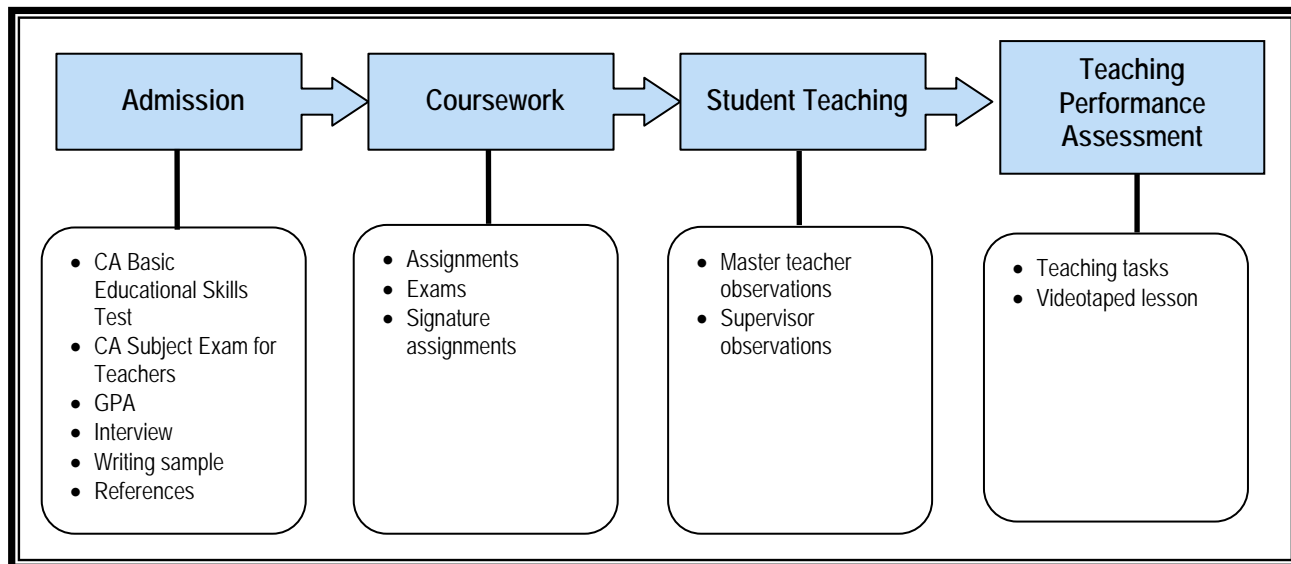 Admission
Coursework
Student Teaching
Teaching
Performance
Assessment
• CA Basic
Educational Skills
Test
• CA Subject Exam for
Teachers
• GPA
• Interview
• Writing sample
• References
• Assignments
• Exams
• Signature
assignments
• Master teacher
observations
• Supervisor
observations
• Teaching tasks
• Videotaped lesson